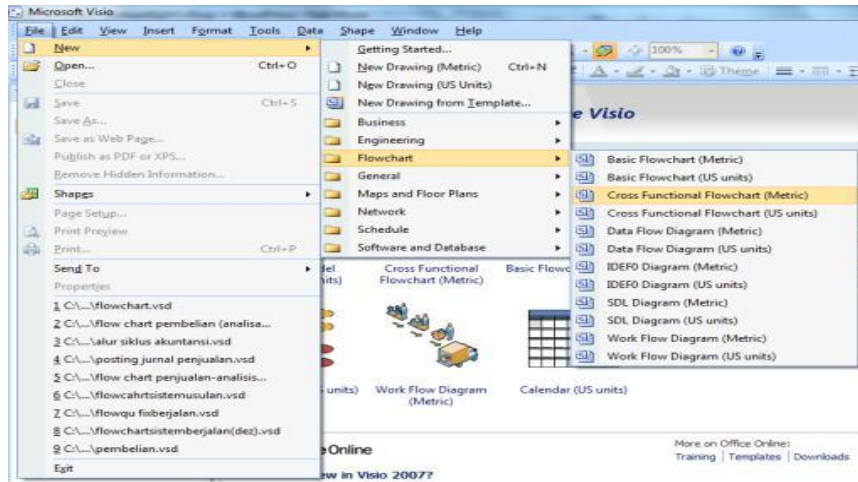 Microsoft Visio
File Edit View Insert Format Tools Data Shape Window Help
New
Open... Ctrl+O
Close
Save Ctrl+S
Save As...
Save as Web Page...
Publish as PDF or XPS...
Remove Hidden Information...
Shapes
Page Setup...
Print Preview
Print... Ctrl+P
Send To
Properties
1 C:\...\flowchart.vsd
2 C:\...\flow chart pembelian (analisa...
3 C:\...\alur siklus akuntansi.vsd
4 C:\...\posting jurnal penjualan.vsd
5 C:\...\flow chart penjualan-analisis...
6 C:\...\flowcahrtsistemusulan.vsd
7 C:\...\flowqu fixberjalan.vsd
8 C:\...\flowchartsistemberjalan(dez).vsd
9 C:\...\pembelian.vsd
Exit
Getting Started...
New Drawing (Metric) Ctrl+N
New Drawing (US Units)
New Drawing from Template...
Business
Engineering
Flowchart
General
Maps and Floor Plans
Network
Schedule
Software and Database
Basic Flowchart (Metric)
Basic Flowchart (US units)
Cross Functional Flowchart (Metric)
Cross Functional Flowchart (US units)
Data Flow Diagram (Metric)
Data Flow Diagram (US units)
IDEF0 Diagram (Metric)
IDEF0 Diagram (US units)
SDL Diagram (Metric)
SDL Diagram (US units)
Work Flow Diagram (Metric)
Work Flow Diagram (US units)
100%
Theme
e Visio
Cross Functional
Flowchart (Metric)
Basic Flowc
units)
Work Flow Diagram
(Metric)
Calendar (US units)
e Online
More on Office Online:
Training | Templates | Downloads
ew in Visio 2007?